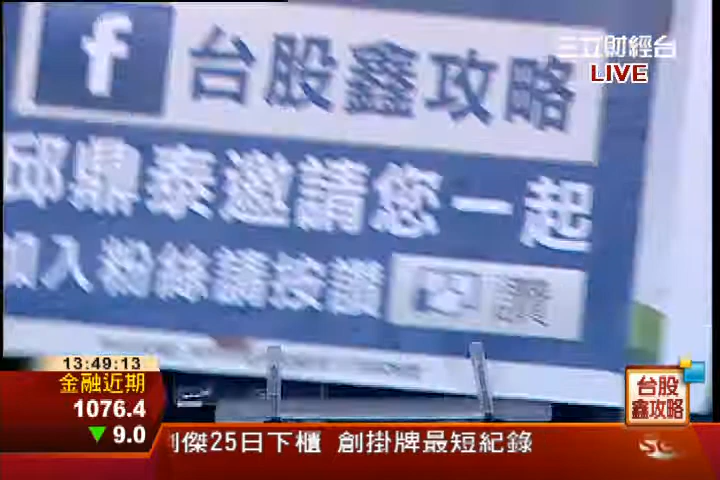 三立財經台
LIVE
f 台股鑫攻略
邱鼎泰邀請您一起
加入粉絲請按讚 讚
13:49:13
金融近期
1076.4
▼9.0
傑25日下櫃 創掛牌最短紀錄
台股
鑫攻略